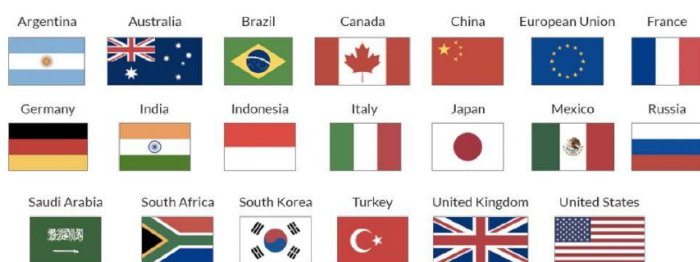 Argentina Australia Brazil Canada China European Union France
Germany India Indonesia Italy Japan Mexico Russia
Saudi Arabia South Africa South Korea Turkey United Kingdom United States